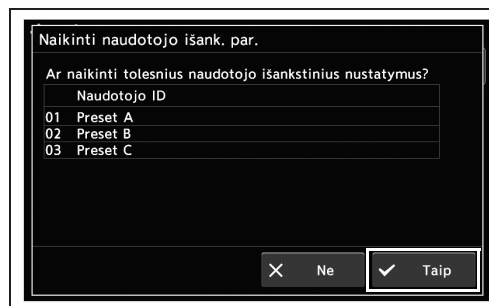 Naikinti naudotojo išank. par.
Ar naikinti tolesnius naudotojo išankstinius nustatymus?
Naudotojo ID
01 Preset A
02 Preset B
03 Preset C
Ne
Taip